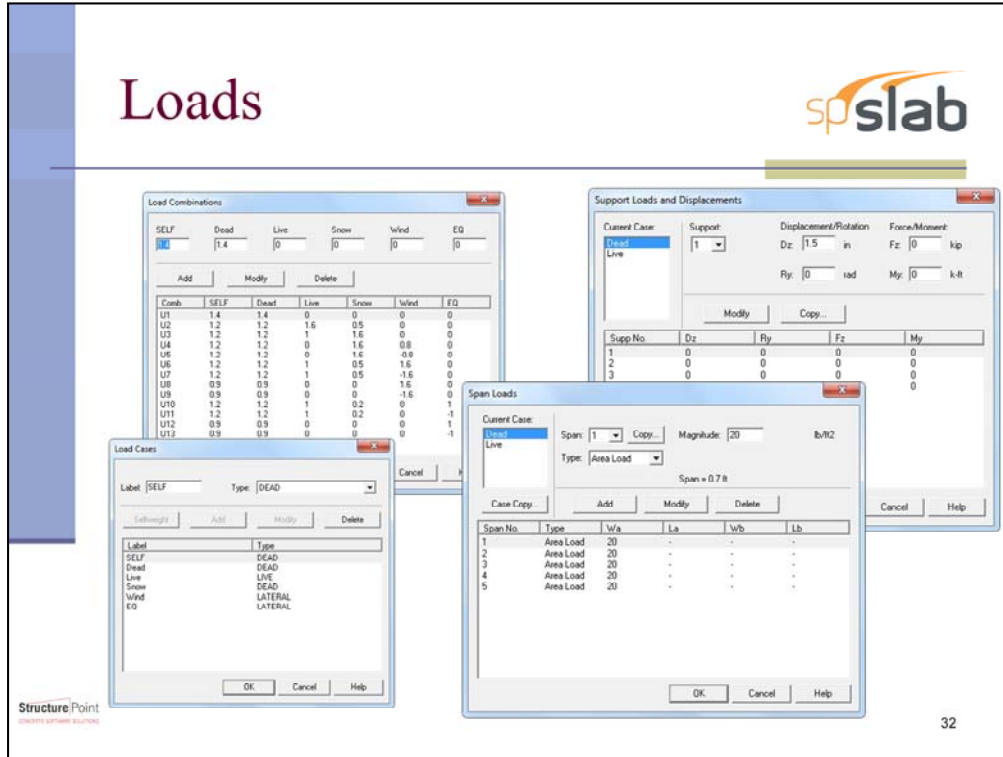 Loads
spslab
Load Combinations
SELF Dead Live Snow Wind EQ
1.4 1.4 0 0 0 0
Add Modify Delete
Comb SELF Dead Live Snow Wind EQ
U1 1.4 1.4 0 0 0 0
U2 1.2 1.2 1.6 0.5 0 0
U3 1.2 1.2 1 1.6 0 0
U4 1.2 1.2 0 1.6 0.8 0
U5 1.2 1.2 0 1.6 -0.8 0
U6 1.2 1.2 1 0.5 1.6 0
U7 1.2 1.2 1 0.5 -1.6 0
U8 0.9 0.9 0 0 1.6 0
U9 0.9 0.9 0 0 -1.6 0
U10 1.2 1.2 1 0.2 0 1
U11 1.2 1.2 1 0.2 0 -1
U12 0.9 0.9 0 0 0 1
U13 0.9 0.9 0 0 0 -1
Cancel
Support Loads and Displacements
Current Case: Support: Displacement/Rotation Force/Moment:
Dead 1 Dz: 1.5 in Fz: 0 kip
Live
Ry: 0 rad My: 0 k-ft
Modify Copy...
Supp No. Dz Ry Fz My
1 0 0 0 0
2 0 0 0 0
3 0 0 0 0
0
Cancel Help
Load Cases
Label: SELF Type: DEAD
Selfweight Add Modify Delete
Label Type
SELF DEAD
Dead DEAD
Live LIVE
Snow DEAD
Wind LATERAL
EQ LATERAL
OK Cancel Help
Span Loads
Current Case:
Dead Span: 1 Copy... Magnitude: 20 lb/ft2
Live
Type: Area Load
Span = 0.7 ft
Case Copy... Add Modify Delete
Span No. Type Wa La Wb Lb
1 Area Load 20 - - -
2 Area Load 20 - - -
3 Area Load 20 - - -
4 Area Load 20 - - -
5 Area Load 20 - - -
OK Cancel Help
StructurePoint
CONCRETE SOFTWARE SOLUTIONS
32